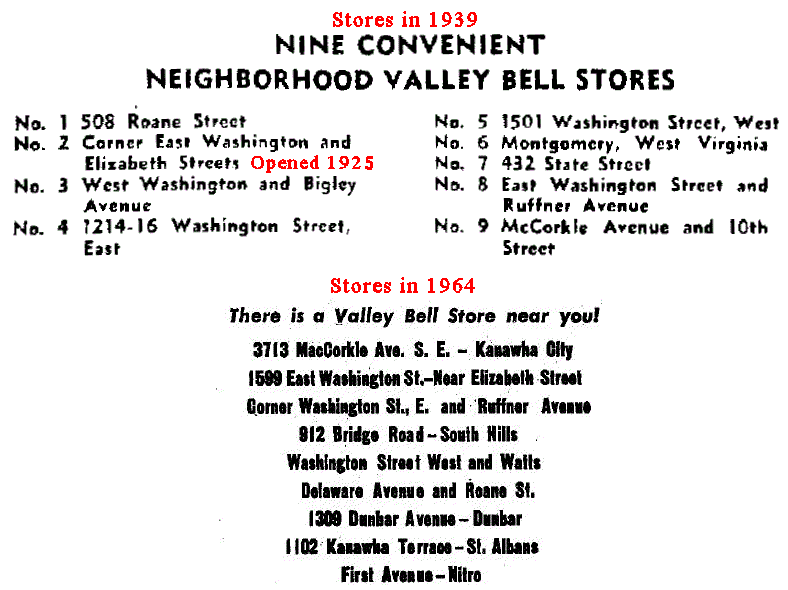 Stores in 1939
NINE CONVENIENT
NEIGHBORHOOD VALLEY BELL STORES
No. 1 508 Roane Street
No. 2 Corner East Washington and
Elizabeth Streets Opened 1925
No. 3 West Washington and Bigley
Avenue
No. 4 1214-16 Washington Street,
East
No. 5 1501 Washington Street, West
No. 6 Montgomery, West Virginia
No. 7 432 State Street
No. 8 East Washington Street and
Ruffner Avenue
No. 9 McCorkle Avenue and 10th
Street
Stores in 1964
There is a Valley Bell Store near you!
3713 MacCorkle Ave. S. E. - Kanawha City
1599 East Washington St.-Near Elizabeth Street
Corner Washington St., E. and Ruffner Avenue
912 Bridge Road-South Hills
Washington Street West and Watts
Delaware Avenue and Roane St.
1309 Dunbar Avenue-Dunbar
1102 Kanawha Terrace-St. Albans
First Avenue-Nitro